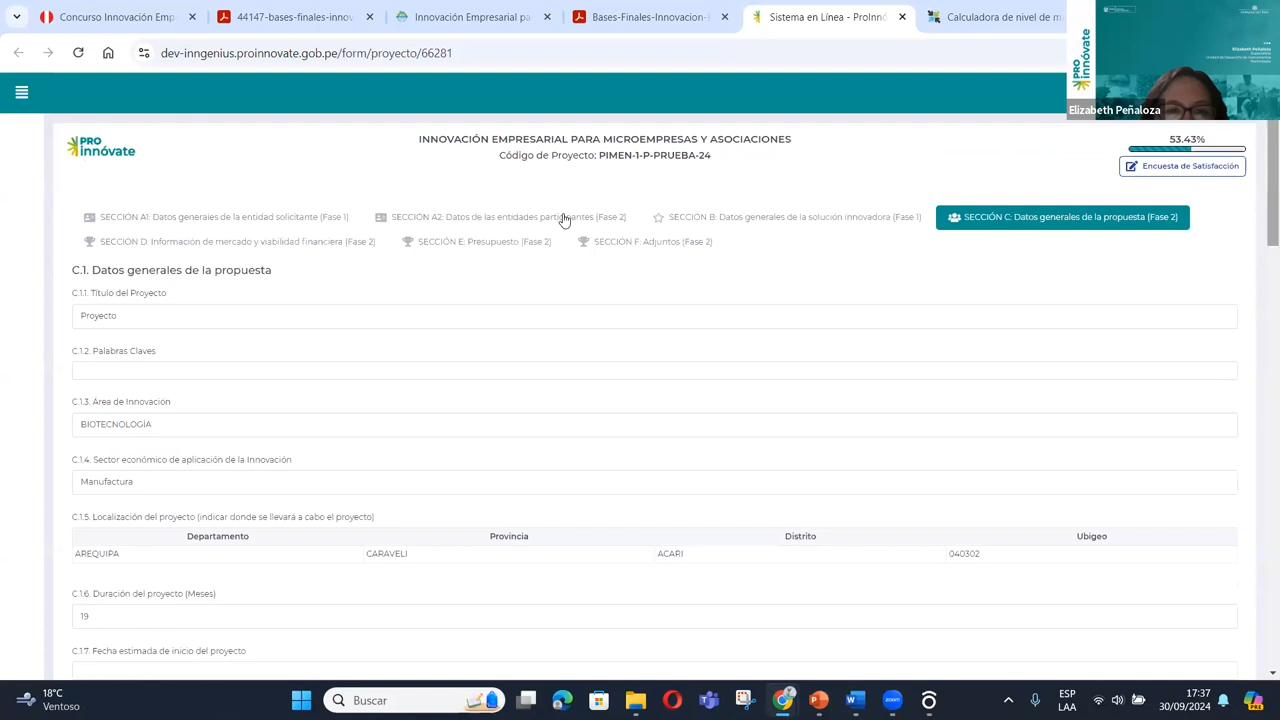 Concurso Innovación Emp
44147-bases-finales-innov
Innovación Empresarial pa
Bases-Finales-Innovacion-
Sistema en Línea - ProInnó
Calculadora de nivel de m
dev-inngenius.proinnovate.gob.pe/form/proyecto/66281
PRO
innóvate
Elizabeth Peñaloza
Elizabeth Peñaloza
PRO
innóvate
INNOVACIÓN EMPRESARIAL PARA MICROEMPRESAS Y ASOCIACIONES
Código de Proyecto: PIMEN-1-P-PRUEBA-24
53.43%
Encuesta de Satisfacción
SECCIÓN A1: Datos generales de la entidad solicitante (Fase 1)
SECCIÓN A2: Datos de las entidades participantes (Fase 2)
SECCIÓN B: Datos generales de la solución innovadora (Fase 1)
SECCIÓN C: Datos generales de la propuesta (Fase 2)
SECCIÓN D: Información de mercado y viabilidad financiera (Fase 2)
SECCIÓN E: Presupuesto (Fase 2)
SECCIÓN F: Adjuntos (Fase 2)
C.1. Datos generales de la propuesta
C.1.1. Título del Proyecto
Proyecto
C.1.2. Palabras Claves
C.1.3. Área de Innovación
BIOTECNOLOGÍA
C.1.4. Sector económico de aplicación de la Innovación
Manufactura
C.1.5. Localización del proyecto (indicar donde se llevará a cabo el proyecto)
Departamento Provincia Distrito Ubigeo
AREQUIPA CARAVELI ACARI 040302
C.1.6. Duración del proyecto (Meses)
19
C.1.7. Fecha estimada de inicio del proyecto
18°C
Ventoso
Buscar
ESP
LAA
17:37
30/09/2024